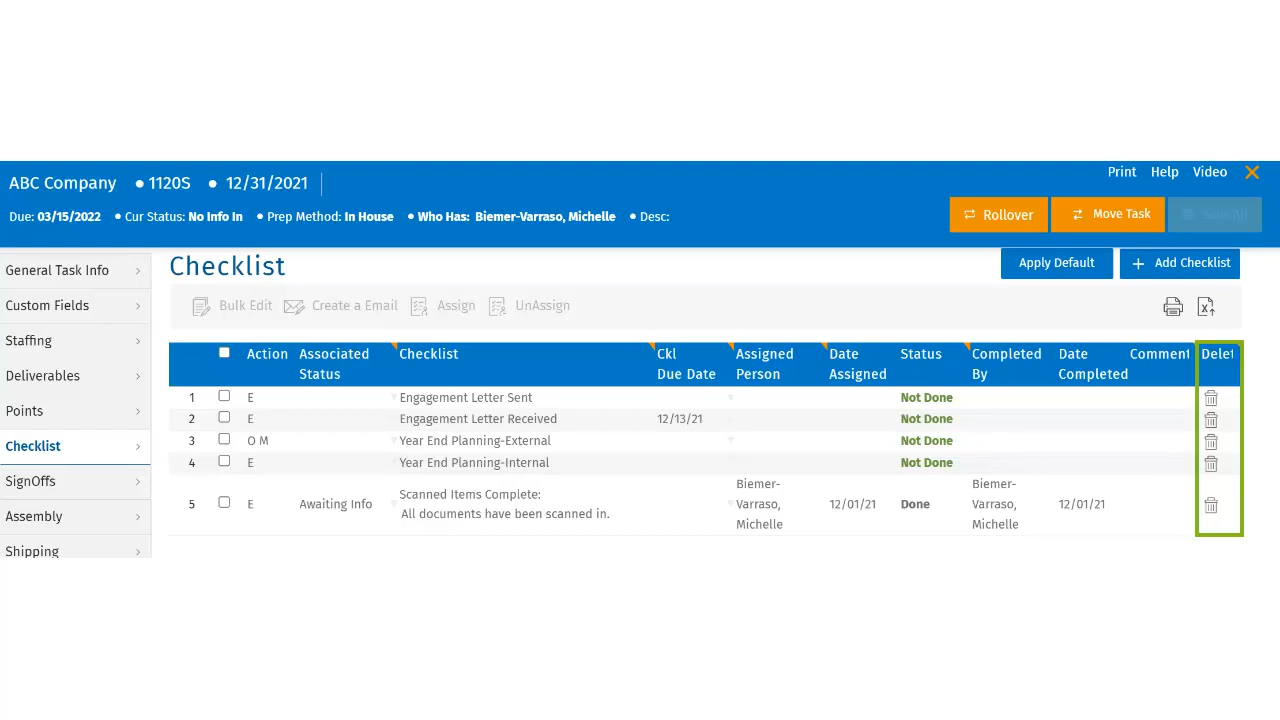 Print Help Video
ABC Company • 1120S • 12/31/2021
Due: 03/15/2022 • Cur Status: No Info In • Prep Method: In House • Who Has: Biemer-Varraso, Michelle • Desc:
Rollover Move Task Save All
General Task Info
Custom Fields
Staffing
Deliverables
Points
Checklist
SignOffs
Assembly
Shipping
Checklist
Apply Default + Add Checklist
Bulk Edit Create a Email Assign UnAssign
Action Associated Status Checklist Ckl Due Date Assigned Person Date Assigned Status Completed By Date Completed Comment Delet
1 E Engagement Letter Sent Not Done
2 E Engagement Letter Received 12/13/21 Not Done
3 O M Year End Planning-External Not Done
4 E Year End Planning-Internal Not Done
5 E Awaiting Info Scanned Items Complete: All documents have been scanned in. Biemer-Varraso, Michelle 12/01/21 Done Biemer-Varraso, Michelle 12/01/21